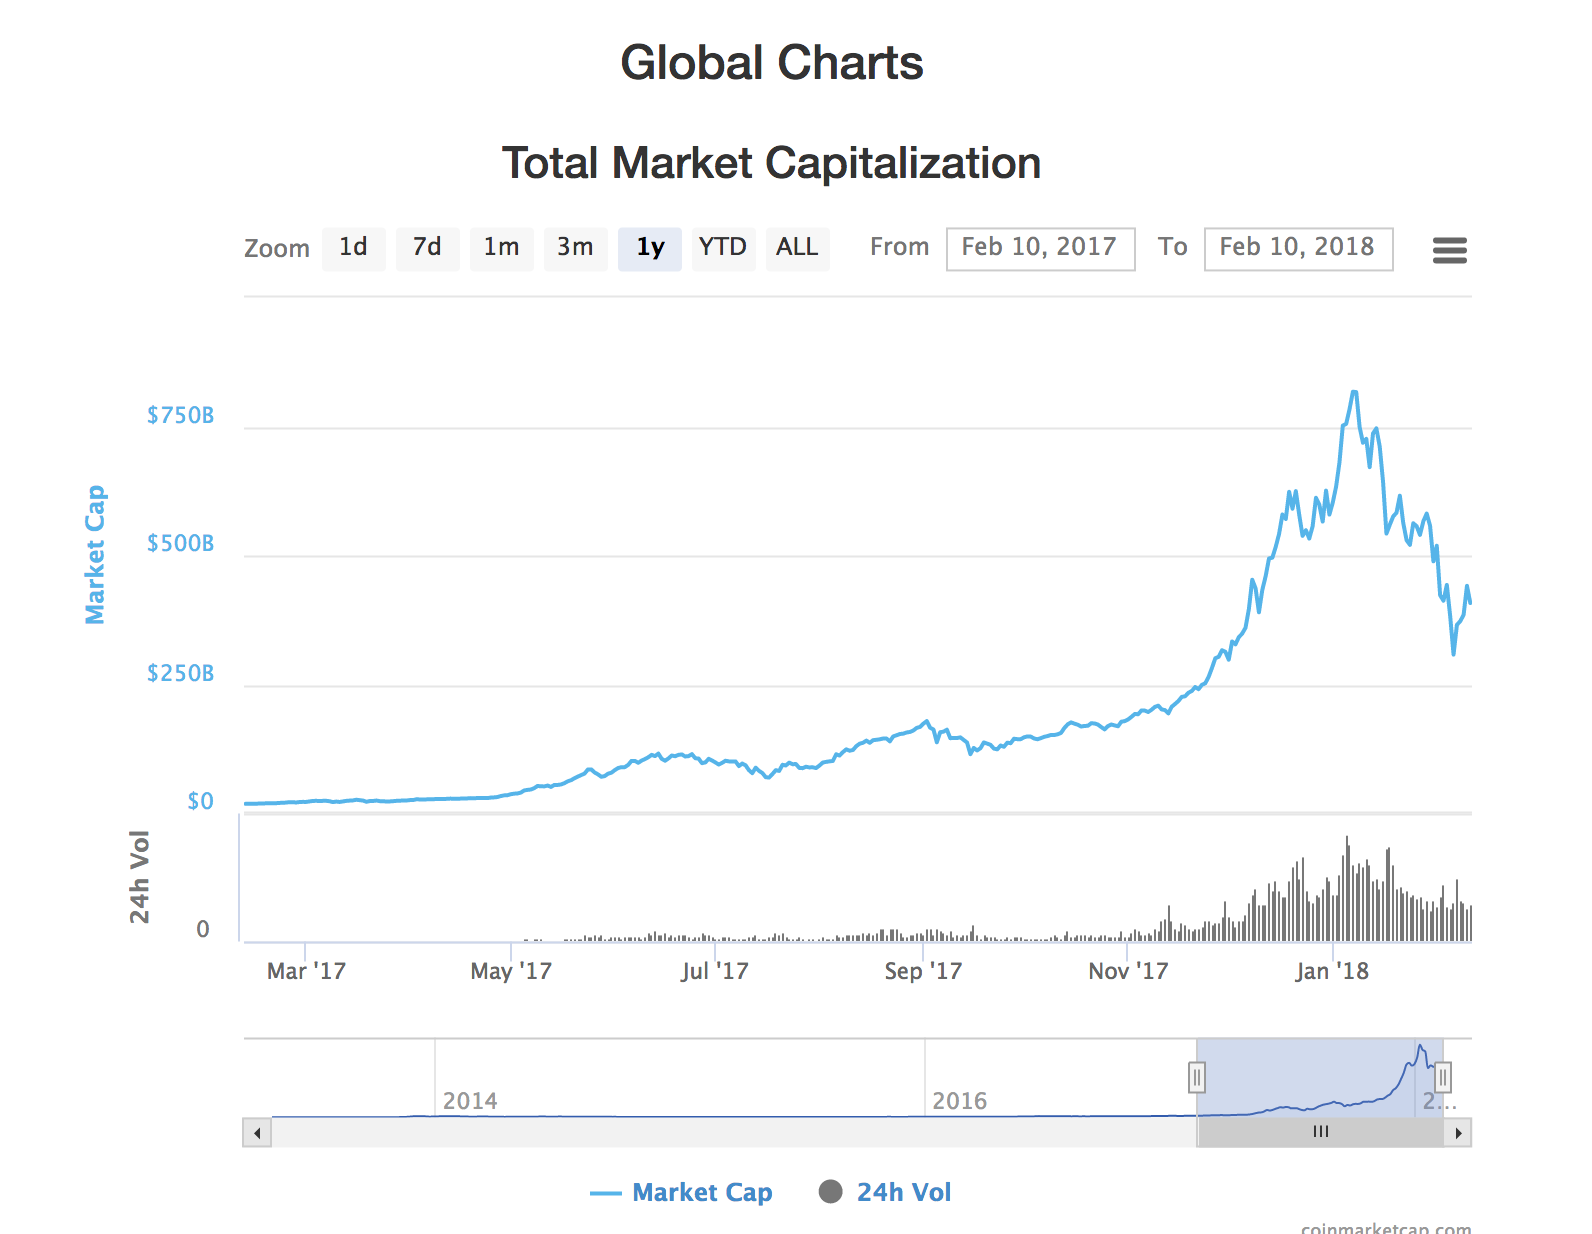 Global Charts
Total Market Capitalization
Zoom 1d 7d 1m 3m 1y YTD ALL From Feb 10, 2017 To Feb 10, 2018
Market Cap
$750B
$500B
$250B
$0
24h Vol
0
Mar '17 May '17 Jul '17 Sep '17 Nov '17 Jan '18
2014 2016 2...
Market Cap 24h Vol
coinmarketcap.com